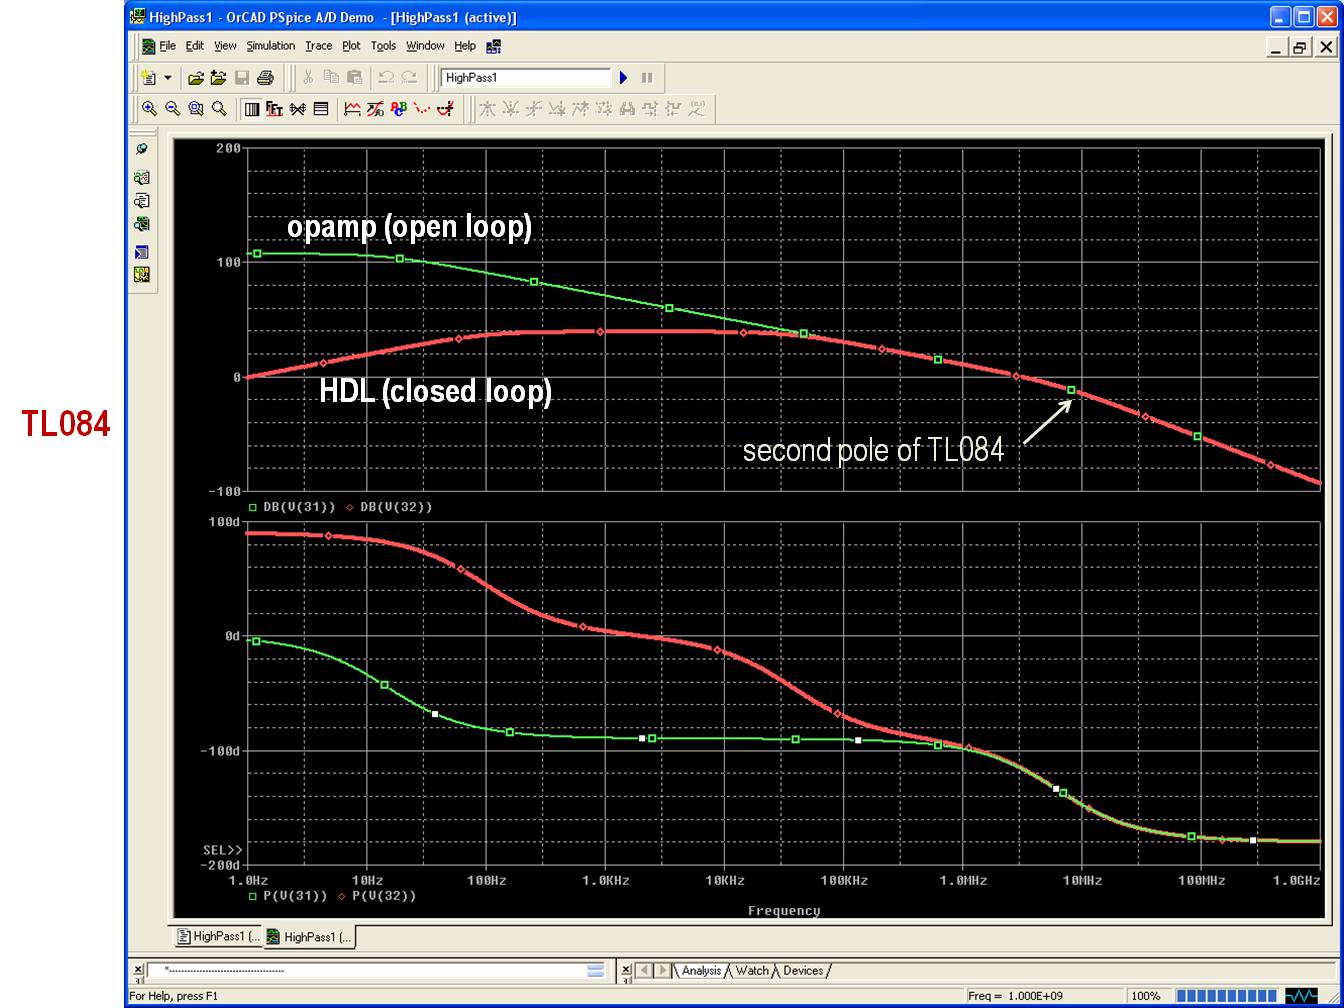 HighPass1 - OrCAD PSpice A/D Demo - [HighPass1 (active)]
File Edit View Simulation Trace Plot Tools Window Help
HighPass1
200
opamp (open loop)
100
0
HDL (closed loop)
TL084
second pole of TL084
-100
DB(V(31)) DB(V(32))
100d
0d
-100d
SEL>>
-200d
1.0Hz 10Hz 100Hz 1.0KHz 10KHz 100KHz 1.0MHz 10MHz 100MHz 1.0GHz
P(V(31)) P(V(32))
Frequency
HighPass1 (... HighPass1 (...
Analysis Watch Devices
For Help, press F1 Freq = 1.000E+09 100%